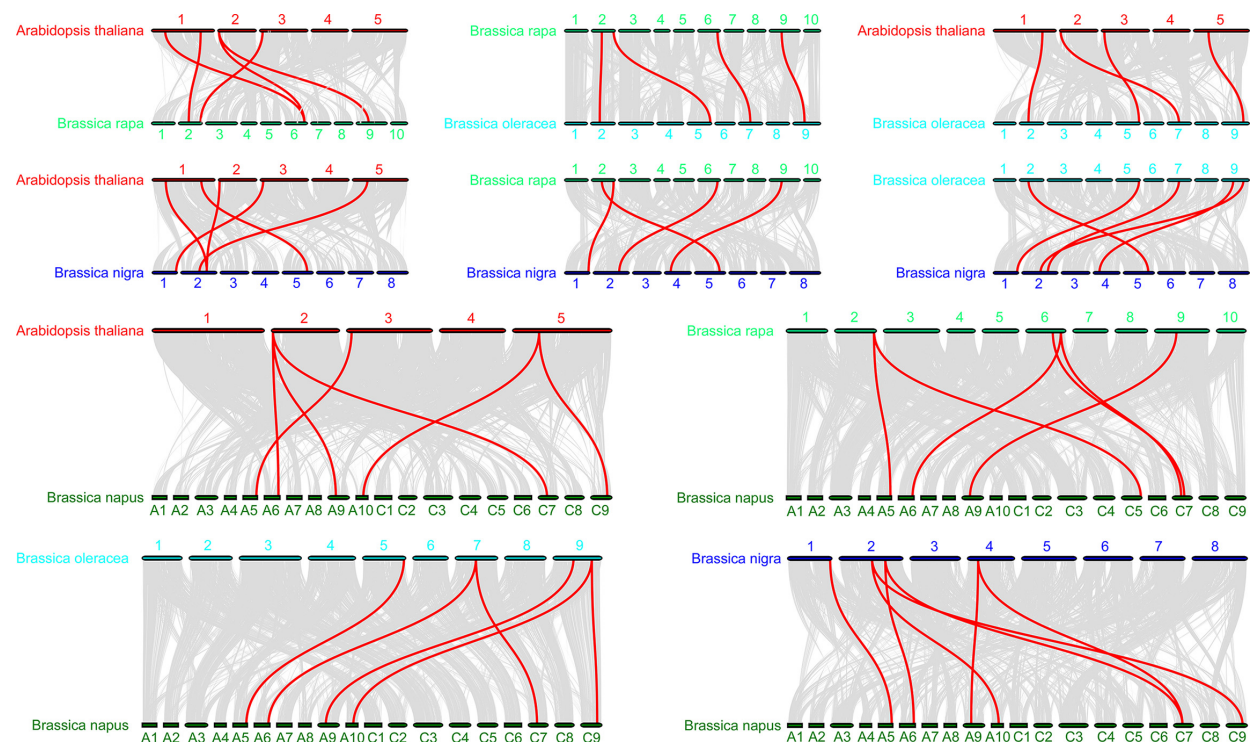 1 2 3 4 5
Arabidopsis thaliana
Brassica rapa
1 2 3 4 5 6 7 8 9 10
1 2 3 4 5 6 7 8 9 10
Brassica rapa
Brassica oleracea
1 2 3 4 5 6 7 8 9
1 2 3 4 5
Arabidopsis thaliana
Brassica oleracea
1 2 3 4 5 6 7 8 9
1 2 3 4 5
Arabidopsis thaliana
Brassica nigra
1 2 3 4 5 6 7 8
1 2 3 4 5 6 7 8 9 10
Brassica rapa
Brassica nigra
1 2 3 4 5 6 7 8
1 2 3 4 5 6 7 8 9
Brassica oleracea
Brassica nigra
1 2 3 4 5 6 7 8
1 2 3 4 5
Arabidopsis thaliana
Brassica napus
A1 A2 A3 A4 A5 A6 A7 A8 A9 A10 C1 C2 C3 C4 C5 C6 C7 C8 C9
1 2 3 4 5 6 7 8 9 10
Brassica rapa
Brassica napus
A1 A2 A3 A4 A5 A6 A7 A8 A9 A10 C1 C2 C3 C4 C5 C6 C7 C8 C9
1 2 3 4 5 6 7 8 9
Brassica oleracea
Brassica napus
A1 A2 A3 A4 A5 A6 A7 A8 A9 A10 C1 C2 C3 C4 C5 C6 C7 C8 C9
1 2 3 4 5 6 7 8
Brassica nigra
Brassica napus
A1 A2 A3 A4 A5 A6 A7 A8 A9 A10 C1 C2 C3 C4 C5 C6 C7 C8 C9